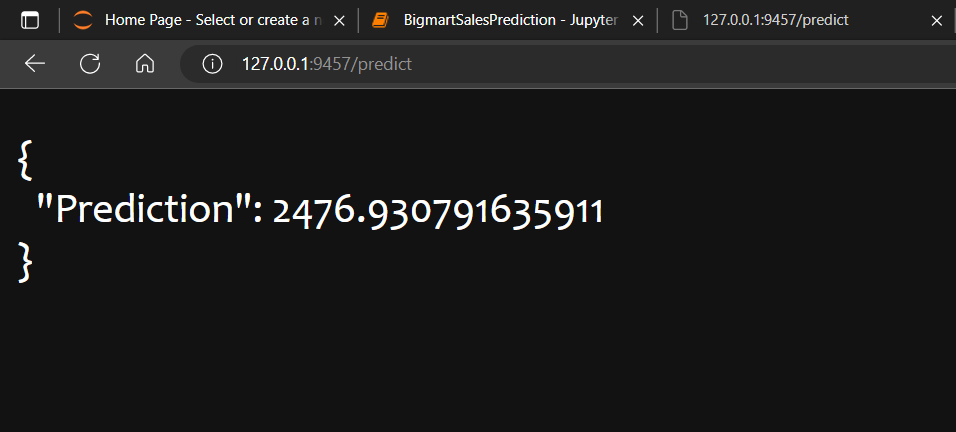 Home Page - Select or create a n
BigmartSalesPrediction - Jupyter
127.0.0.1:9457/predict
127.0.0.1:9457/predict
{
"Prediction": 2476.930791635911
}